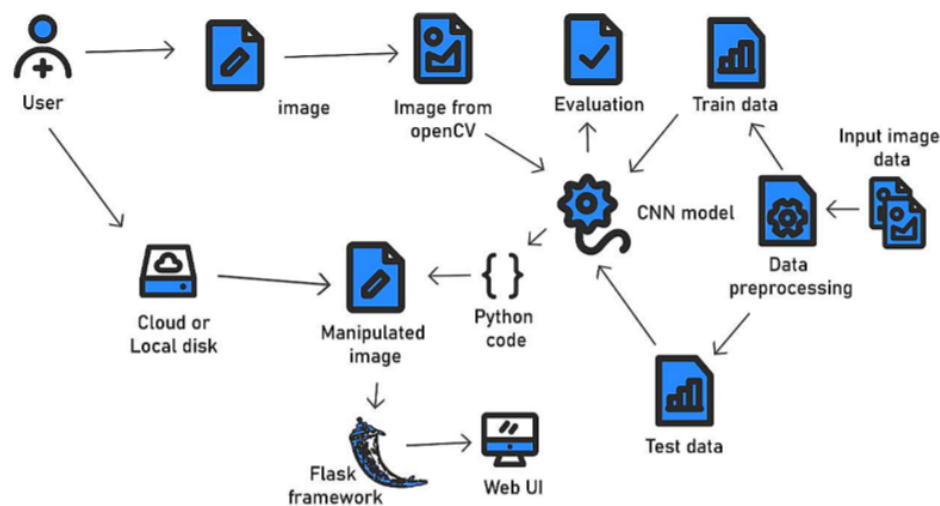 User
image
Image from
openCV
Evaluation
Train data
Input image
data
CNN model
Data
preprocessing
Cloud or
Local disk
Manipulated
image
{ }
Python
code
Test data
Flask
framework
Web UI